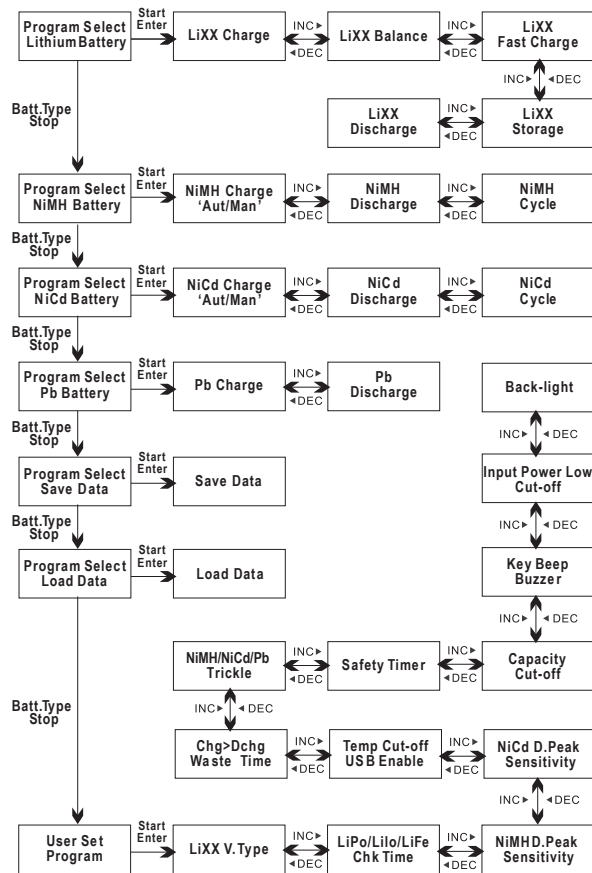 Program Select
Lithium Battery
Start
Enter
LiXX Charge
INC ▶
◀DEC
LiXX Balance
INC ▶
◀DEC
LiXX
Fast Charge
INC▶ ◀DEC
Batt.Type
Stop
LiXX
Discharge
INC ▶
◀DEC
LiXX
Storage
Program Select
NiMH Battery
Start
Enter
NiMH Charge
‘Aut/Man’
INC ▶
◀DEC
NiMH
Discharge
INC ▶
◀DEC
NiMH
Cycle
Batt.Type
Stop
Program Select
NiCd Battery
Start
Enter
NiCd Charge
‘Aut/Man’
INC ▶
◀DEC
NiCd
Discharge
INC ▶
◀DEC
NiCd
Cycle
Batt.Type
Stop
Program Select
Pb Battery
Start
Enter
Pb Charge
INC ▶
◀DEC
Pb
Discharge
Back-light
Batt.Type
Stop
INC▶ ◀DEC
Program Select
Save Data
Start
Enter
Save Data
Input Power Low
Cut-off
Batt.Type
Stop
INC▶ ◀DEC
Program Select
Load Data
Start
Enter
Load Data
Key Beep
Buzzer
INC▶ ◀DEC
NiMH/NiCd/Pb
Trickle
INC ▶
◀DEC
Safety Timer
INC ▶
◀DEC
Capacity
Cut-off
Batt.Type
Stop
INC▶ ◀DEC
Chg>Dchg
Waste Time
INC ▶
◀DEC
Temp Cut-off
USB Enable
INC ▶
◀DEC
NiCd D.Peak
Sensitivity
INC▶ ◀DEC
User Set
Program
Start
Enter
LiXX V.Type
INC ▶
◀DEC
LiPo/LiIo/LiFe
Chk Time
INC ▶
◀DEC
NiMH D.Peak
Sensitivity